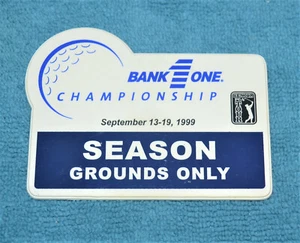 BANK ONE.
CHAMPIONSHIP
September 13-19, 1999
SEASON
GROUNDS ONLY